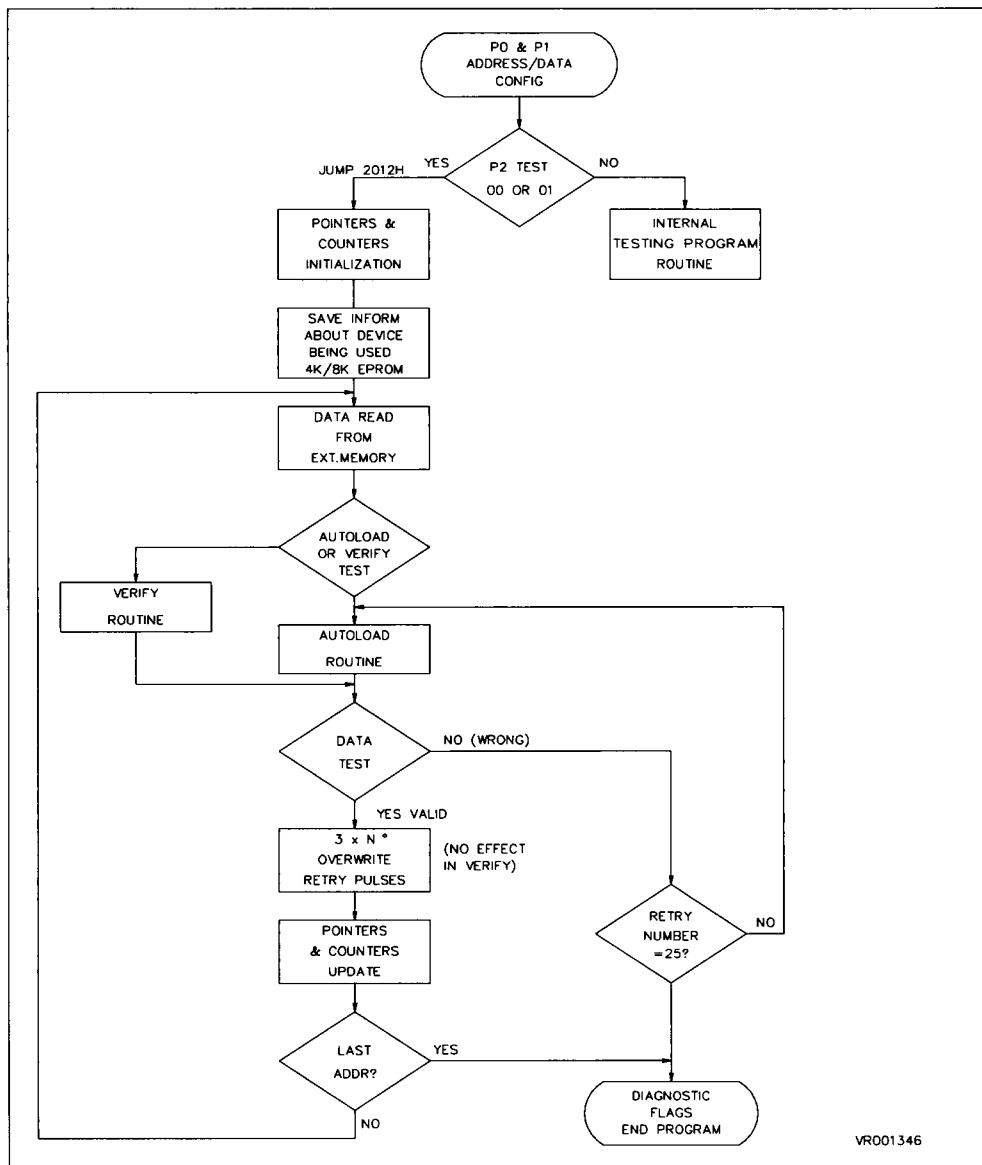 P0 & P1
ADDRESS/DATA
CONFIG
P2 TEST
00 OR 01
YES
NO
JUMP 2012H
POINTERS &
COUNTERS
INITIALIZATION
INTERNAL
TESTING PROGRAM
ROUTINE
SAVE INFORM
ABOUT DEVICE
BEING USED
4K/8K EPROM
DATA READ
FROM
EXT.MEMORY
AUTOLOAD
OR VERIFY
TEST
VERIFY
ROUTINE
AUTOLOAD
ROUTINE
DATA
TEST
NO (WRONG)
YES VALID
3 x N°
OVERWRITE
RETRY PULSES
(NO EFFECT
IN VERIFY)
RETRY
NUMBER
=25?
NO
POINTERS
& COUNTERS
UPDATE
LAST
ADDR?
YES
NO
DIAGNOSTIC
FLAGS
END PROGRAM
VR001346